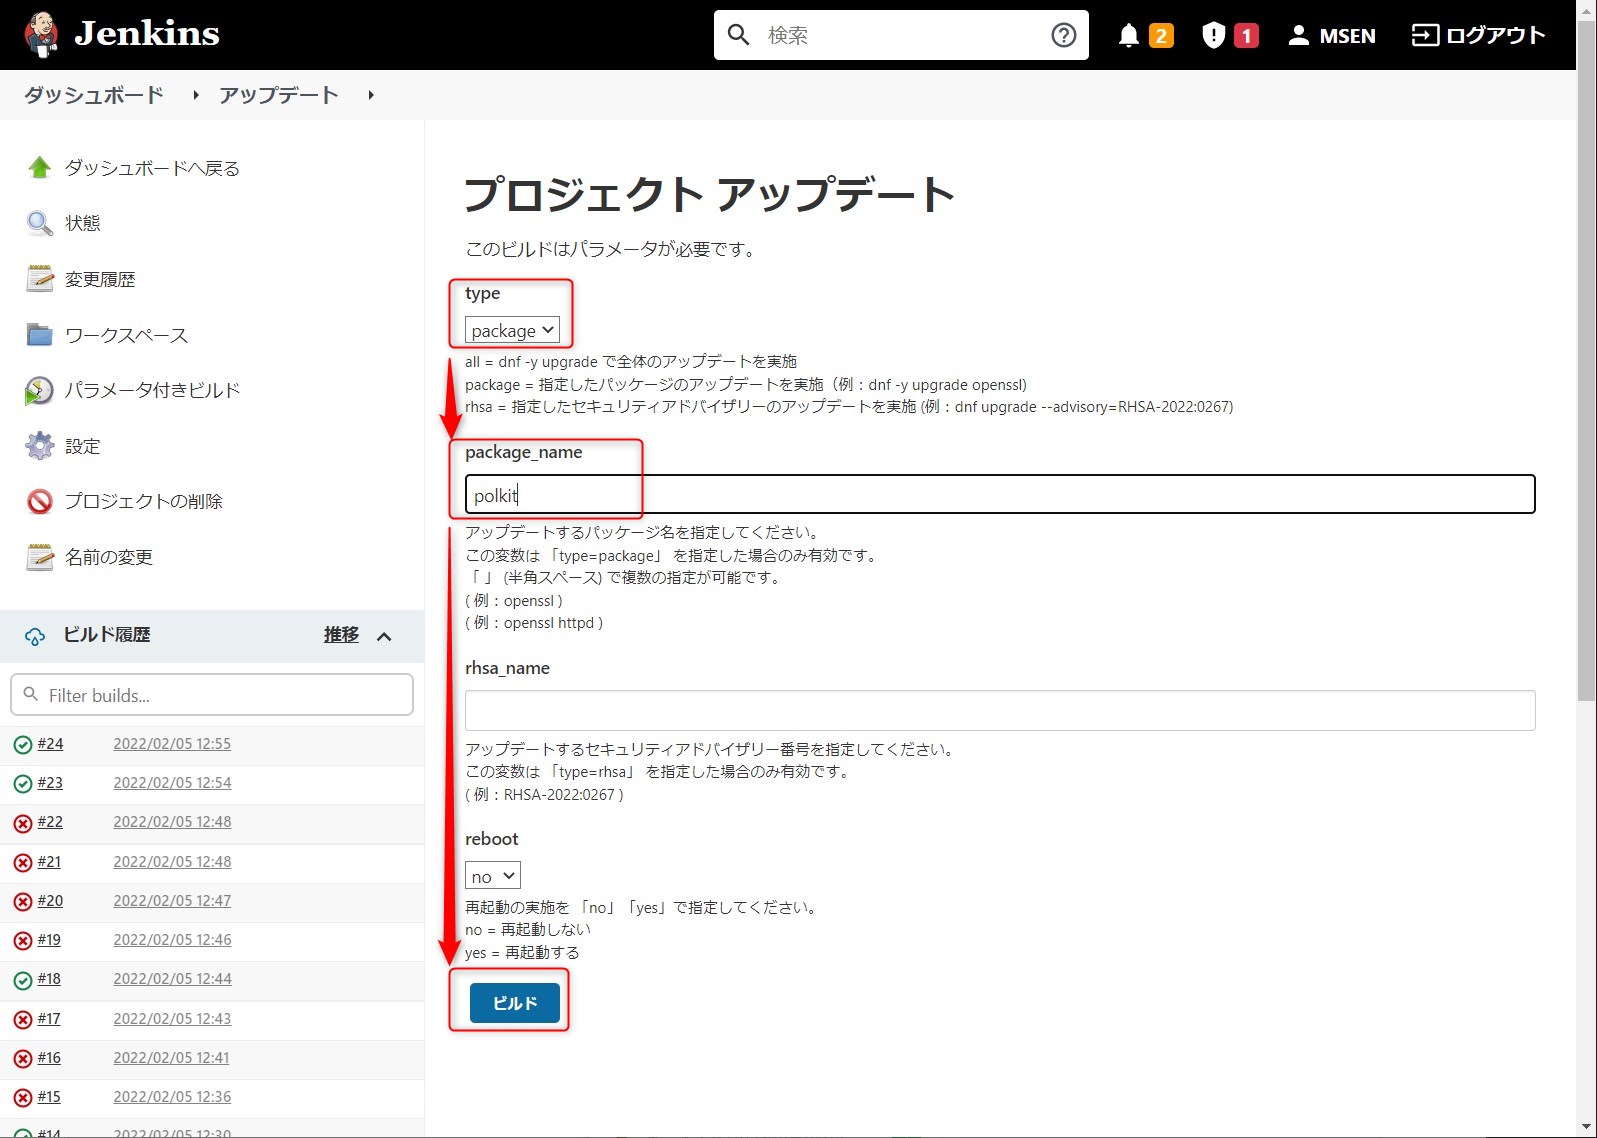 Jenkins
検索
2
1
MSEN
ログアウト
ダッシュボード
アップデート
ダッシュボードへ戻る
状態
変更履歴
ワークスペース
パラメータ付きビルド
設定
プロジェクトの削除
名前の変更
ビルド履歴
推移
Filter builds...
#24 2022/02/05 12:55
#23 2022/02/05 12:54
#22 2022/02/05 12:48
#21 2022/02/05 12:48
#20 2022/02/05 12:47
#19 2022/02/05 12:46
#18 2022/02/05 12:44
#17 2022/02/05 12:43
#16 2022/02/05 12:41
#15 2022/02/05 12:36
#14 2022/02/05 12:30
プロジェクト アップデート
このビルドはパラメータが必要です。
type
package
all = dnf -y upgrade で全体のアップデートを実施
package = 指定したパッケージのアップデートを実施（例：dnf -y upgrade openssl)
rhsa = 指定したセキュリティアドバイザリーのアップデートを実施 (例：dnf upgrade --advisory=RHSA-2022:0267)
package_name
polkit
アップデートするパッケージ名を指定してください。
この変数は 「type=package」 を指定した場合のみ有効です。
「 」 (半角スペース) で複数の指定が可能です。
( 例：openssl )
( 例：openssl httpd )
rhsa_name
アップデートするセキュリティアドバイザリー番号を指定してください。
この変数は 「type=rhsa」 を指定した場合のみ有効です。
( 例：RHSA-2022:0267 )
reboot
no
再起動の実施を 「no」「yes」で指定してください。
no = 再起動しない
yes = 再起動する
ビルド